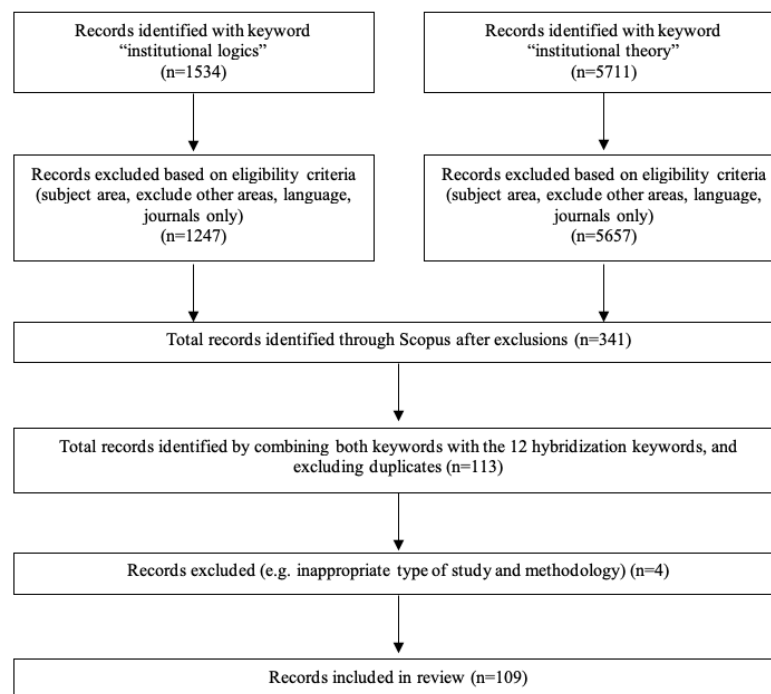 Records identified with keyword
“institutional logics”
(n=1534)
Records identified with keyword
“institutional theory”
(n=5711)
Records excluded based on eligibility criteria
(subject area, exclude other areas, language,
journals only)
(n=1247)
Records excluded based on eligibility criteria
(subject area, exclude other areas, language,
journals only)
(n=5657)
Total records identified through Scopus after exclusions (n=341)
Total records identified by combining both keywords with the 12 hybridization keywords, and
excluding duplicates (n=113)
Records excluded (e.g. inappropriate type of study and methodology) (n=4)
Records included in review (n=109)